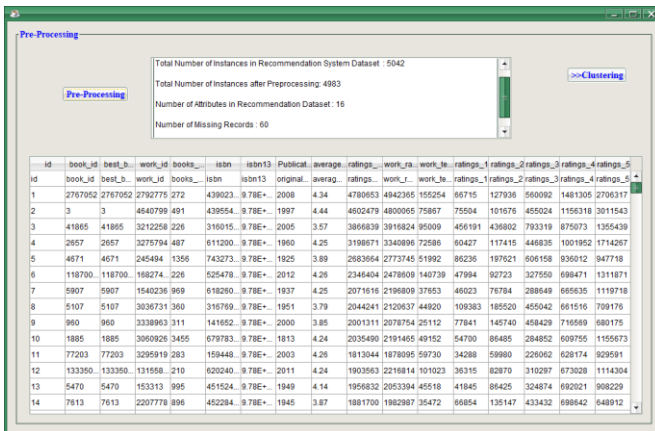 Pre-Processing
Total Number of Instances in Recommendation System Dataset : 5042
Total Number of Instances after Preprocessing: 4983
Number of Attributes in Recommendation Dataset : 16
Number of Missing Records : 60
Pre-Processing
>>Clustering
id book_id best_b... work_id books_... isbn isbn13 Publicat... average... ratings_... work_ra... work_te... ratings_1 ratings_2 ratings_3 ratings_4 ratings_5
id book_id best_b... work_id books_... isbn isbn13 original... averag... ratings... work_r... work_te... ratings_1 ratings_2 ratings_3 ratings_4 ratings_5
1 2767052 2767052 2792775 272 439023... 9.78E+... 2008 4.34 4780653 4942365 155254 66715 127936 560092 1481305 2706317
2 3 3 4640799 491 439554... 9.78E+... 1997 4.44 4602479 4800065 75867 75504 101676 455024 1156318 3011543
3 41865 41865 3212258 226 316015... 9.78E+... 2005 3.57 3866839 3916824 95009 456191 436802 793319 875073 1355439
4 2657 2657 3275794 487 611200... 9.78E+... 1960 4.25 3198671 3340896 72586 60427 117415 446835 1001952 1714267
5 4671 4671 245494 1356 743273... 9.78E+... 1925 3.89 2683664 2773745 51992 86236 197621 606158 936012 947718
6 118700... 118700... 168274... 226 525478... 9.78E+... 2012 4.26 2346404 2478609 140739 47994 92723 327550 698471 1311871
7 5907 5907 1540236 969 618260... 9.78E+... 1937 4.25 2071616 2196809 37653 46023 76784 288649 665635 1119718
8 5107 5107 3036731 360 316769... 9.78E+... 1951 3.79 2044241 2120637 44920 109383 185520 455042 661516 709176
9 960 960 3338963 311 141652... 9.78E+... 2000 3.85 2001311 2078754 25112 77841 145740 458429 716569 680175
10 1885 1885 3060926 3455 679783... 9.78E+... 1813 4.24 2035490 2191465 49152 54700 86485 284852 609755 1155673
11 77203 77203 3295919 283 159448... 9.78E+... 2003 4.26 1813044 1878095 59730 34288 59980 226062 628174 929591
12 133350... 133350... 131558... 210 620240... 9.78E+... 2011 4.24 1903563 2216814 101023 36315 82870 310297 673028 1114304
13 5470 5470 153313 995 451524... 9.78E+... 1949 4.14 1956832 2053394 45518 41845 86425 324874 692021 908229
14 7613 7613 2207778 896 452284... 9.78E+... 1945 3.87 1881700 1982987 35472 66854 135147 433432 698642 648912